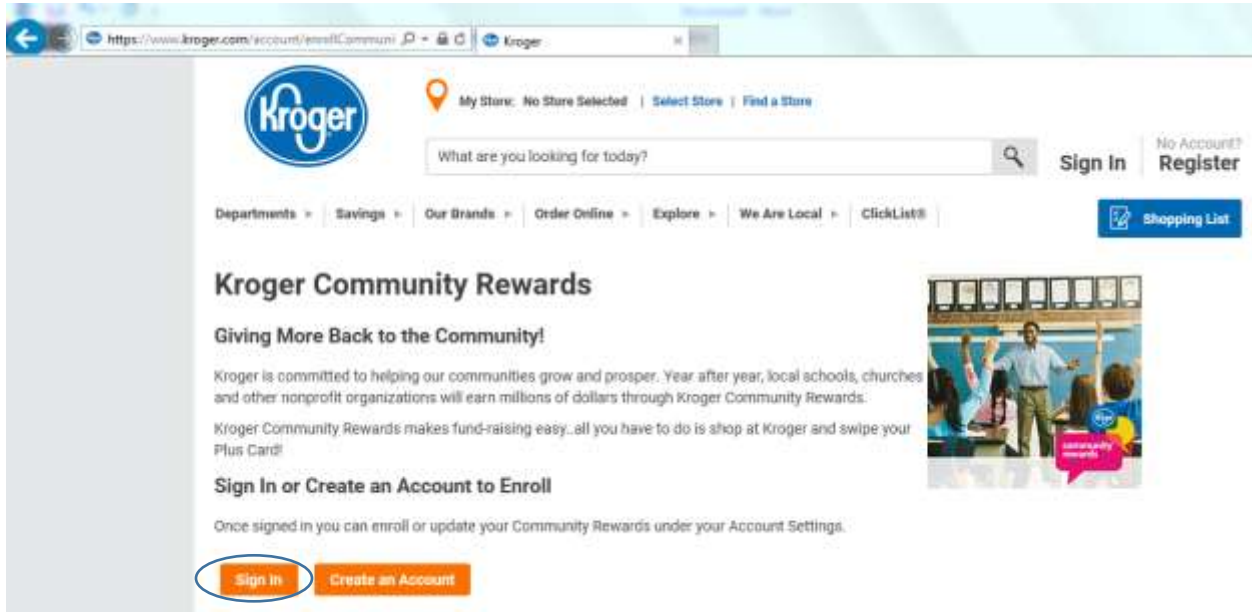 https://www.kroger.com/account/enrollCommuni
Kroger
Kroger
My Store: No Store Selected | Select Store | Find a Store
What are you looking for today?
Sign In
No Account?
Register
Departments
Savings
Our Brands
Order Online
Explore
We Are Local
ClickList®
Shopping List
Kroger Community Rewards
Giving More Back to the Community!
Kroger is committed to helping our communities grow and prosper. Year after year, local schools, churches
and other nonprofit organizations will earn millions of dollars through Kroger Community Rewards.
Kroger Community Rewards makes fund-raising easy..all you have to do is shop at Kroger and swipe your
Plus Card!
Kroger
community
rewards
Sign In or Create an Account to Enroll
Once signed in you can enroll or update your Community Rewards under your Account Settings.
Sign In
Create an Account